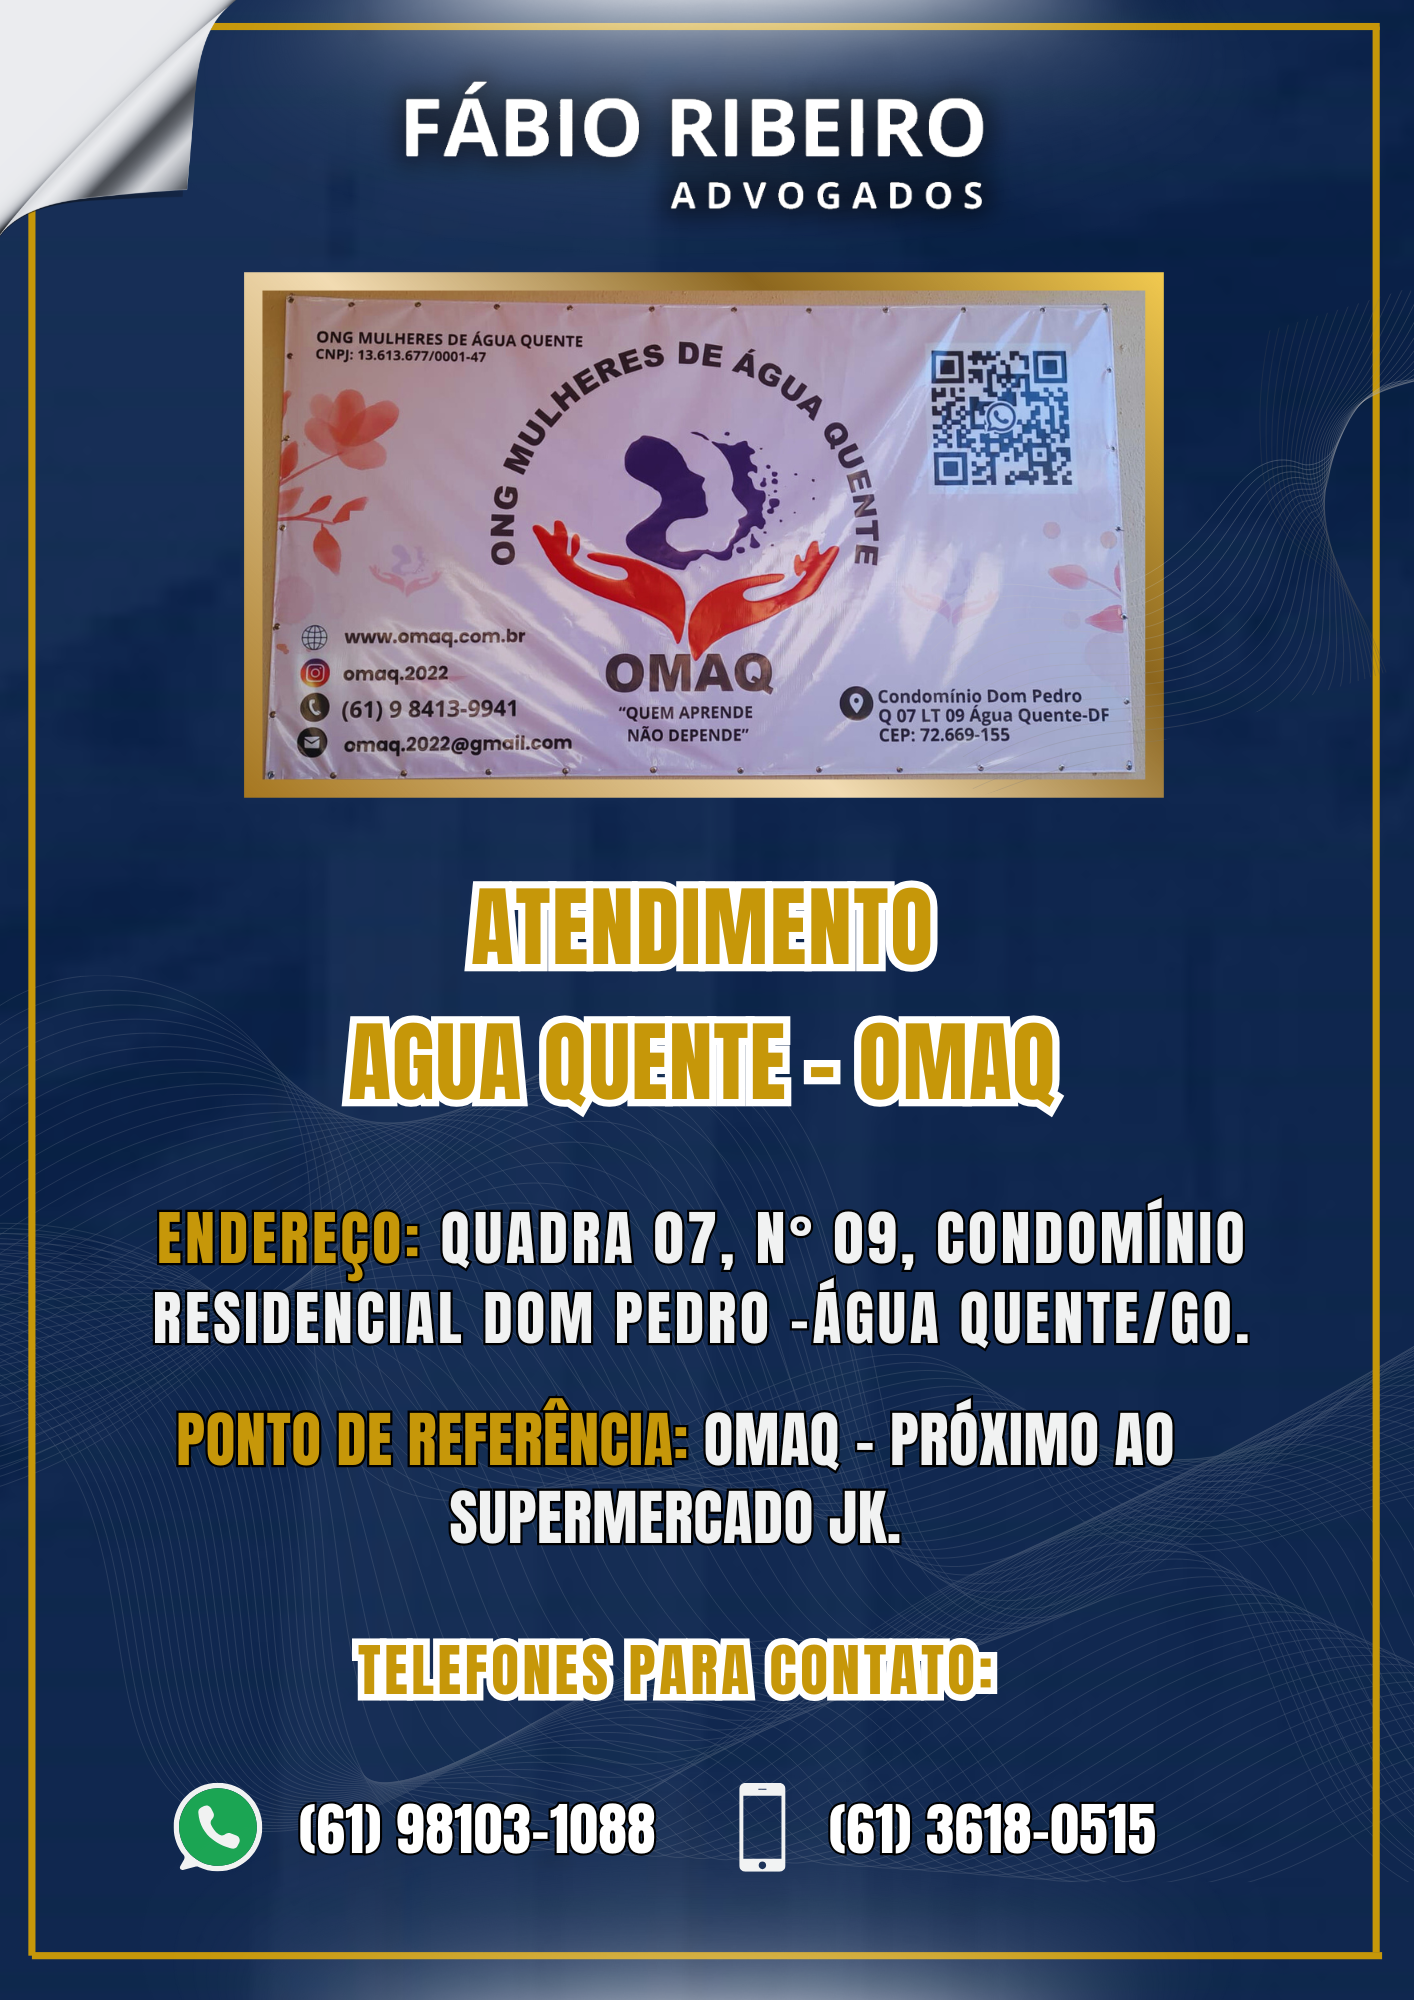 FÁBIO RIBEIRO
ADVOGADOS
ONG MULHERES DE ÁGUA QUENTE
CNPJ: 13.613.677/0001-47
ONG MULHERES DE ÁGUA QUENTE
www.omaq.com.br
omaq.2022
(61) 9 8413-9941
omaq.2022@gmail.com
OMAQ
“QUEM APRENDE
NÃO DEPENDE”
Condomínio Dom Pedro
Q 07 LT 09 Água Quente-DF
CEP: 72.669-155
ATENDIMENTO
AGUA QUENTE - OMAQ
ENDEREÇO: QUADRA 07, N° 09, CONDOMÍNIO
RESIDENCIAL DOM PEDRO -ÁGUA QUENTE/GO.
PONTO DE REFERÊNCIA: OMAQ - PRÓXIMO AO
SUPERMERCADO JK.
TELEFONES PARA CONTATO:
(61) 98103-1088
(61) 3618-0515